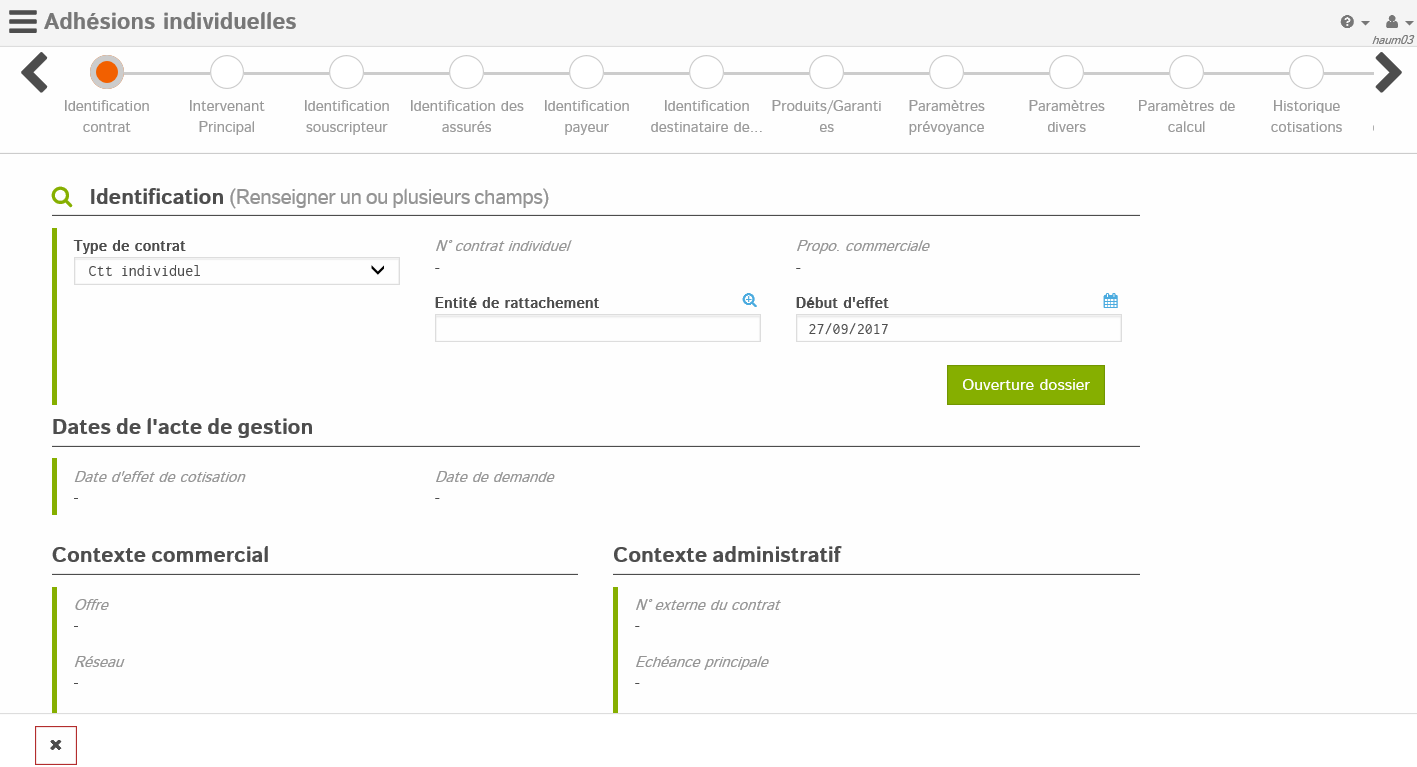 Adhésions individuelles
haum03
Identification contrat
Intervenant Principal
Identification souscripteur
Identification des assurés
Identification payeur
Identification destinataire de...
Produits/Garanti es
Paramètres prévoyance
Paramètres divers
Paramètres de calcul
Historique cotisations
Identification (Renseigner un ou plusieurs champs)
Type de contrat
Ctt individuel
N° contrat individuel
-
Propo. commerciale
-
Entité de rattachement
Début d'effet
27/09/2017
Ouverture dossier
Dates de l'acte de gestion
Date d'effet de cotisation
-
Date de demande
-
Contexte commercial
Offre
-
Réseau
-
Contexte administratif
N° externe du contrat
-
Echéance principale
-